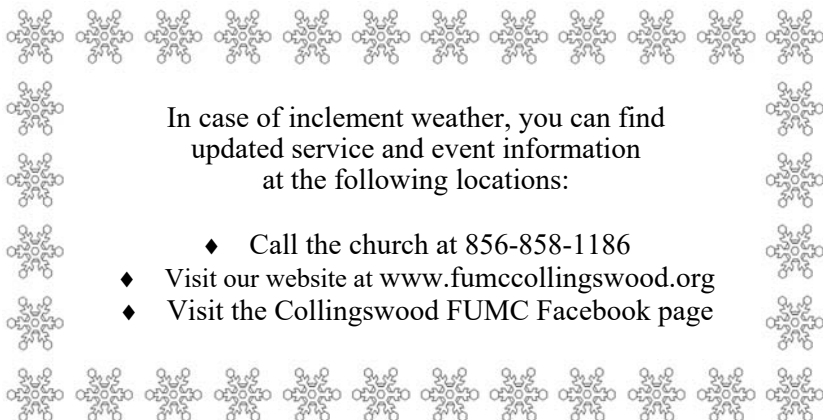 In case of inclement weather, you can find
updated service and event information
at the following locations:
♦ Call the church at 856-858-1186
♦ Visit our website at www.fumccollingswood.org
♦ Visit the Collingswood FUMC Facebook page